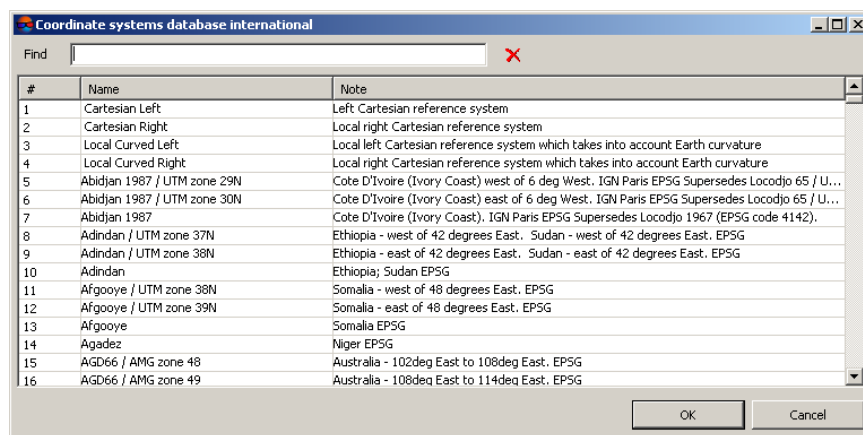 Coordinate systems database international
Find
# Name Note
1 Cartesian Left Left Cartesian reference system
2 Cartesian Right Local right Cartesian reference system
3 Local Curved Left Local left Cartesian reference system which takes into account Earth curvature
4 Local Curved Right Local right Cartesian reference system which takes into account Earth curvature
5 Abidjan 1987 / UTM zone 29N Cote D'Ivoire (Ivory Coast) west of 6 deg West. IGN Paris EPSG Supersedes Locodjo 65 / U...
6 Abidjan 1987 / UTM zone 30N Cote D'Ivoire (Ivory Coast) east of 6 deg West. IGN Paris EPSG Supersedes Locodjo 65 / U...
7 Abidjan 1987 Cote D'Ivoire (Ivory Coast). IGN Paris EPSG Supersedes Locodjo 1967 (EPSG code 4142).
8 Adindan / UTM zone 37N Ethiopia - west of 42 degrees East. Sudan - west of 42 degrees East. EPSG
9 Adindan / UTM zone 38N Ethiopia - east of 42 degrees East. Sudan - east of 42 degrees East. EPSG
10 Adindan Ethiopia; Sudan EPSG
11 Afgooye / UTM zone 38N Somalia - west of 48 degrees East. EPSG
12 Afgooye / UTM zone 39N Somalia - east of 48 degrees East. EPSG
13 Afgooye Somalia EPSG
14 Agadez Niger EPSG
15 AGD66 / AMG zone 48 Australia - 102deg East to 108deg East. EPSG
16 AGD66 / AMG zone 49 Australia - 108deg East to 114deg East. EPSG
OK Cancel